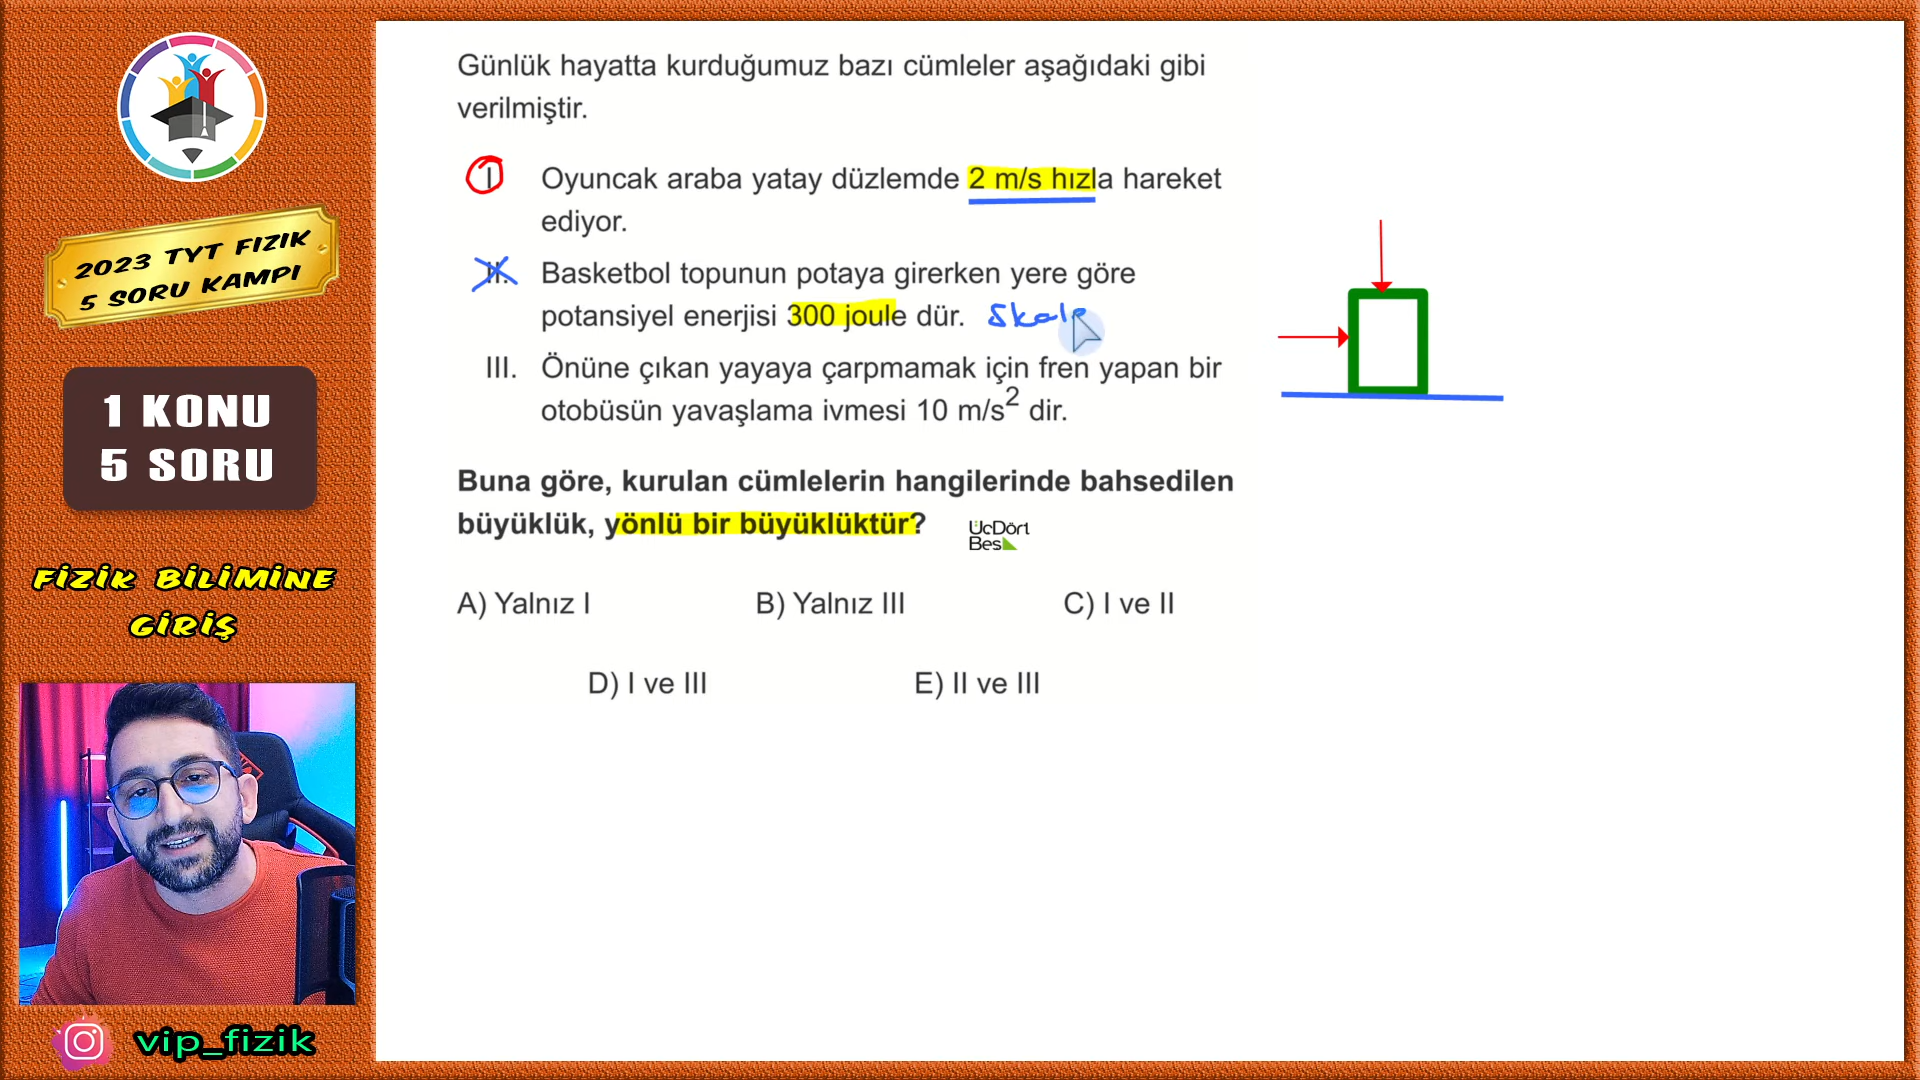 2023 TYT FIZIK
5 SORU KAMPI
1 KONU
5 SORU
FİZİK BİLİMİNE
GİRİŞ
vip_fizik
Günlük hayatta kurduğumuz bazı cümleler aşağıdaki gibi
verilmiştir.
I Oyuncak araba yatay düzlemde 2 m/s hızla hareket
ediyor.
II. Basketbol topunun potaya girerken yere göre
potansiyel enerjisi 300 joule dür. Skale
III. Önüne çıkan yayaya çarpmamak için fren yapan bir
otobüsün yavaşlama ivmesi 10 m/s² dir.
Buna göre, kurulan cümlelerin hangilerinde bahsedilen
büyüklük, yönlü bir büyüklüktür?
ÜçDört
Beş
A) Yalnız I B) Yalnız III C) I ve II
D) I ve III E) II ve III